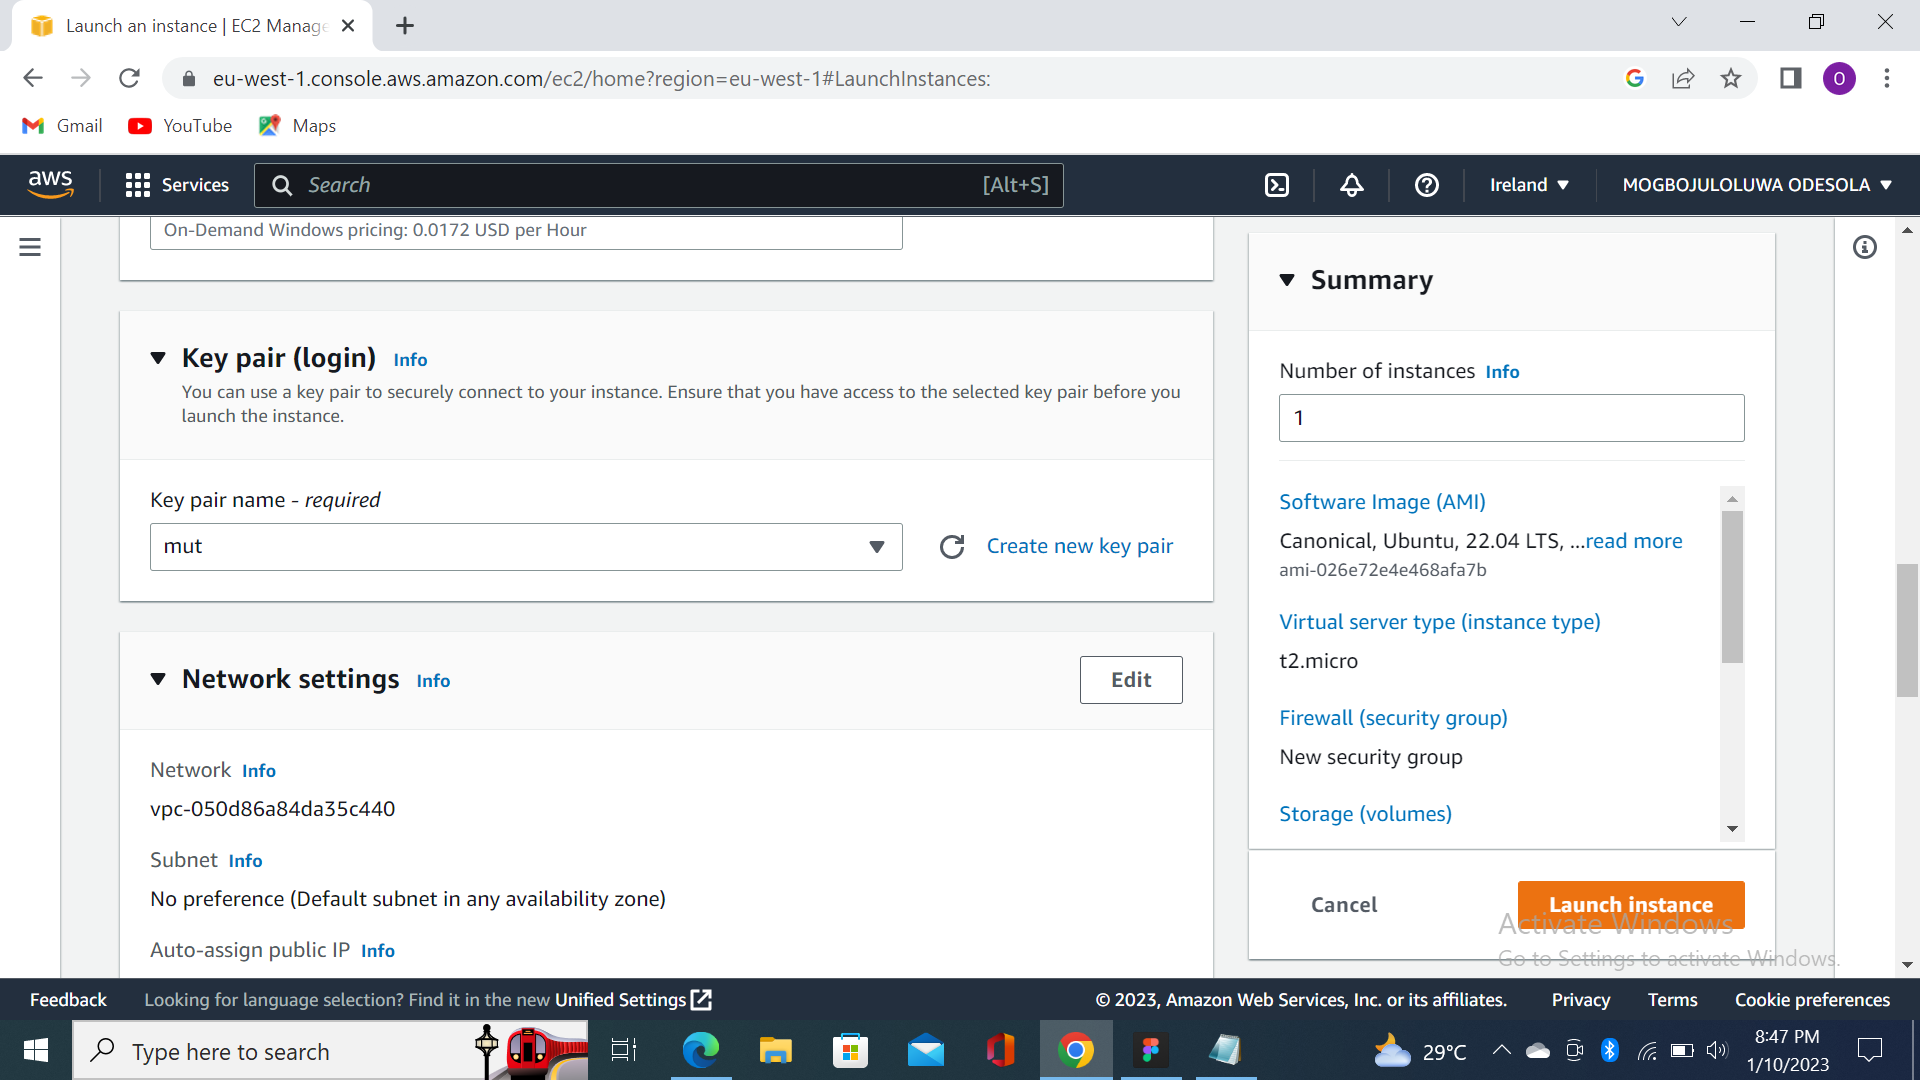 Launch an instance | EC2 Manage
eu-west-1.console.aws.amazon.com/ec2/home?region=eu-west-1#LaunchInstances:
O
Gmail
YouTube
Maps
aws
Services
Search
[Alt+S]
Ireland
MOGBOJULOLUWA ODESOLA
On-Demand Windows pricing: 0.0172 USD per Hour
Key pair (login) Info
You can use a key pair to securely connect to your instance. Ensure that you have access to the selected key pair before you
launch the instance.
Key pair name - required
mut
Create new key pair
Network settings Info
Edit
Network Info
vpc-050d86a84da35c440
Subnet Info
No preference (Default subnet in any availability zone)
Auto-assign public IP Info
Summary
Number of instances Info
1
Software Image (AMI)
Canonical, Ubuntu, 22.04 LTS, ...read more
ami-026e72e4e468afa7b
Virtual server type (instance type)
t2.micro
Firewall (security group)
New security group
Storage (volumes)
Cancel
Launch instance
Activate Windows
Go to Settings to activate Windows.
Feedback
Looking for language selection? Find it in the new Unified Settings
© 2023, Amazon Web Services, Inc. or its affiliates.
Privacy
Terms
Cookie preferences
Type here to search
29°C
8:47 PM
1/10/2023